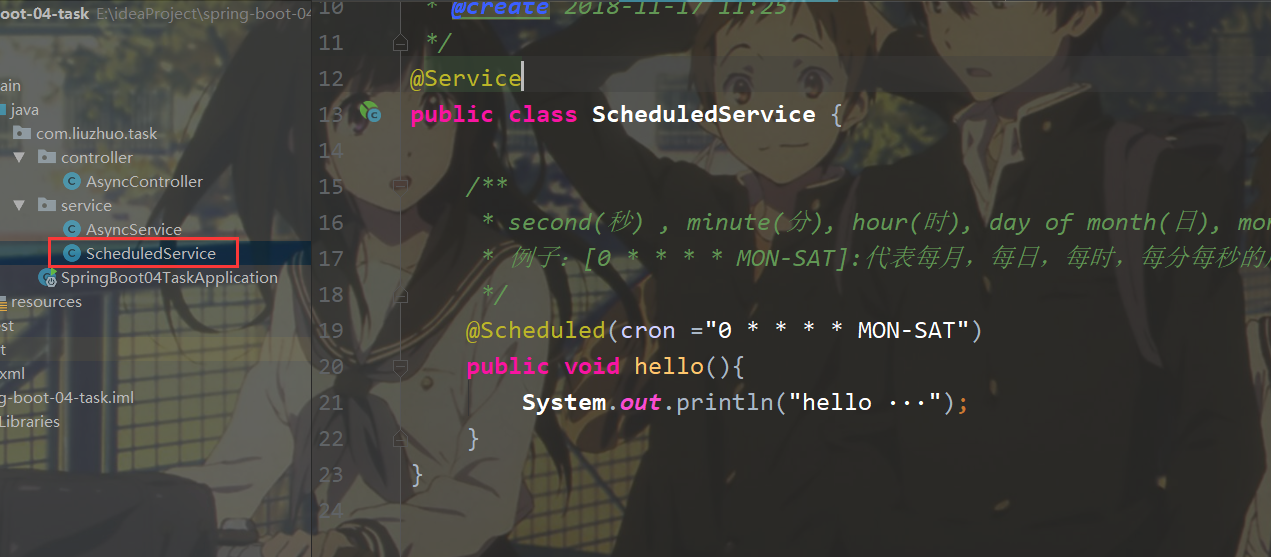 oot-04-task E:\ideaProject\spring-boot-04
ain
java
com.liuzhuo.task
controller
AsyncController
service
AsyncService
ScheduledService
SpringBoot04TaskApplication
resources
est
t
xml
g-boot-04-task.iml
Libraries
10 * @create 2018-11-17 11:25
11 */
12 @Service
13 public class ScheduledService {
14
15 /**
16 * second(秒) , minute(分), hour(时), day of month(日), mon
17 * 例子：[0 * * * * MON-SAT]:代表每月，每日，每时，每分每秒的
18 */
19 @Scheduled(cron ="0 * * * * MON-SAT")
20 public void hello(){
21 System.out.println("hello ···");
22 }
23 }
24